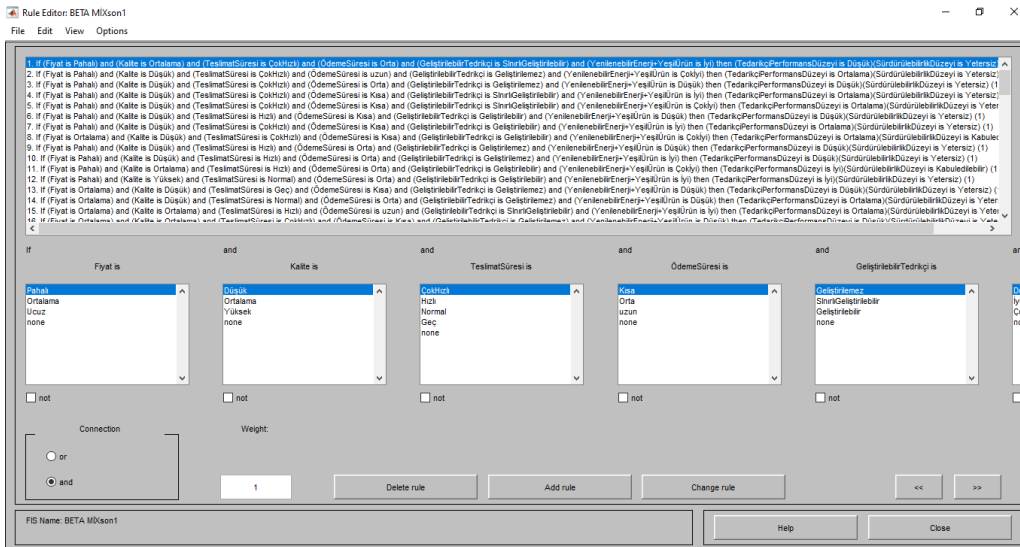 Rule Editor: BETA MİXson1
File Edit View Options
1. If (Fiyat is Pahalı) and (Kalite is Ortalama) and (TeslimatSüresi is ÇokHızlı) and (ÖdemeSüresi is Orta) and (GeliştirilebilirTedrikçi is SInırlıGeliştirilebilir) and (YenilenebilirEnerji+YeşilÜrün is İyi) then (TedarikçiPerformansDüzeyi is Düşük)(SürdürülebilirlikDüzeyi is Yetersiz)
2. If (Fiyat is Pahalı) and (Kalite is Düşük) and (TeslimatSüresi is ÇokHızlı) and (ÖdemeSüresi is uzun) and (GeliştirilebilirTedrikçi is Geliştirilemez) and (YenilenebilirEnerji+YeşilÜrün is Çokİyi) then (TedarikçiPerformansDüzeyi is Ortalama)(SürdürülebilirlikDüzeyi is Yetersiz)
3. If (Fiyat is Pahalı) and (Kalite is Düşük) and (TeslimatSüresi is ÇokHızlı) and (ÖdemeSüresi is Orta) and (GeliştirilebilirTedrikçi is Geliştirilemez) and (YenilenebilirEnerji+YeşilÜrün is Düşük) then (TedarikçiPerformansDüzeyi is Düşük)(SürdürülebilirlikDüzeyi is Yetersiz) (1)
4. If (Fiyat is Pahalı) and (Kalite is Düşük) and (TeslimatSüresi is ÇokHızlı) and (ÖdemeSüresi is Kısa) and (GeliştirilebilirTedrikçi is SInırlıGeliştirilebilir) and (YenilenebilirEnerji+YeşilÜrün is İyi) then (TedarikçiPerformansDüzeyi is Ortalama)(SürdürülebilirlikDüzeyi is Yetersiz)
5. If (Fiyat is Pahalı) and (Kalite is Ortalama) and (TeslimatSüresi is ÇokHızlı) and (ÖdemeSüresi is Kısa) and (GeliştirilebilirTedrikçi is SInırlıGeliştirilebilir) and (YenilenebilirEnerji+YeşilÜrün is Çokİyi) then (TedarikçiPerformansDüzeyi is Ortalama)(SürdürülebilirlikDüzeyi is Yeter
6. If (Fiyat is Pahalı) and (Kalite is Düşük) and (TeslimatSüresi is Hızlı) and (ÖdemeSüresi is Kısa) and (GeliştirilebilirTedrikçi is Geliştirilebilir) and (YenilenebilirEnerji+YeşilÜrün is Düşük) then (TedarikçiPerformansDüzeyi is Düşük)(SürdürülebilirlikDüzeyi is Yetersiz) (1)
7. If (Fiyat is Pahalı) and (Kalite is Düşük) and (TeslimatSüresi is ÇokHızlı) and (ÖdemeSüresi is Kısa) and (GeliştirilebilirTedrikçi is Geliştirilebilir) and (YenilenebilirEnerji+YeşilÜrün is İyi) then (TedarikçiPerformansDüzeyi is Ortalama)(SürdürülebilirlikDüzeyi is Yetersiz) (1)
8. If (Fiyat is Ortalama) and (Kalite is Düşük) and (TeslimatSüresi is ÇokHızlı) and (ÖdemeSüresi is Kısa) and (GeliştirilebilirTedrikçi is Geliştirilebilir) and (YenilenebilirEnerji+YeşilÜrün is Çokİyi) then (TedarikçiPerformansDüzeyi is Ortalama)(SürdürülebilirlikDüzeyi is Kabulec
9. If (Fiyat is Pahalı) and (Kalite is Düşük) and (TeslimatSüresi is Hızlı) and (ÖdemeSüresi is Orta) and (GeliştirilebilirTedrikçi is Geliştirilemez) and (YenilenebilirEnerji+YeşilÜrün is Düşük) then (TedarikçiPerformansDüzeyi is Düşük)(SürdürülebilirlikDüzeyi is Yetersiz) (1)
10. If (Fiyat is Pahalı) and (Kalite is Düşük) and (TeslimatSüresi is Hızlı) and (ÖdemeSüresi is Orta) and (GeliştirilebilirTedrikçi is Geliştirilemez) and (YenilenebilirEnerji+YeşilÜrün is İyi) then (TedarikçiPerformansDüzeyi is Düşük)(SürdürülebilirlikDüzeyi is Yetersiz) (1)
11. If (Fiyat is Pahalı) and (Kalite is Ortalama) and (TeslimatSüresi is Hızlı) and (ÖdemeSüresi is Orta) and (GeliştirilebilirTedrikçi is Geliştirilebilir) and (YenilenebilirEnerji+YeşilÜrün is Çokİyi) then (TedarikçiPerformansDüzeyi is İyi)(SürdürülebilirlikDüzeyi is Kabuledilebilir) (1
12. If (Fiyat is Pahalı) and (Kalite is Yüksek) and (TeslimatSüresi is Normal) and (ÖdemeSüresi is Orta) and (GeliştirilebilirTedrikçi is Geliştirilebilir) and (YenilenebilirEnerji+YeşilÜrün is İyi) then (TedarikçiPerformansDüzeyi is İyi)(SürdürülebilirlikDüzeyi is Yetersiz) (1)
13. If (Fiyat is Ortalama) and (Kalite is Düşük) and (TeslimatSüresi is Geç) and (ÖdemeSüresi is Kısa) and (GeliştirilebilirTedrikçi is Geliştirilemez) and (YenilenebilirEnerji+YeşilÜrün is Düşük) then (TedarikçiPerformansDüzeyi is Düşük)(SürdürülebilirlikDüzeyi is Yetersiz) (
14. If (Fiyat is Ortalama) and (Kalite is Düşük) and (TeslimatSüresi is Normal) and (ÖdemeSüresi is Orta) and (GeliştirilebilirTedrikçi is Geliştirilemez) and (YenilenebilirEnerji+YeşilÜrün is Düşük) then (TedarikçiPerformansDüzeyi is Ortalama)(SürdürülebilirlikDüzeyi is Yeter
15. If (Fiyat is Ortalama) and (Kalite is Ortalama) and (TeslimatSüresi is Hızlı) and (ÖdemeSüresi is uzun) and (GeliştirilebilirTedrikçi is SInırlıGeliştirilebilir) and (YenilenebilirEnerji+YeşilÜrün is İyi) then (TedarikçiPerformansDüzeyi is Ortalama)(SürdürülebilirlikDüzeyi is Yeter
If and and and and
Fiyat is Kalite is TeslimatSüresi is ÖdemeSüresi is GeliştirilebilirTedrikçi is
Pahalı Düşük ÇokHızlı Kısa Geliştirilemez
Ortalama Ortalama Hızlı Orta SInırlıGeliştirilebilir
Ucuz Yüksek Normal uzun Geliştirilebilir
none none Geç none none
none
not not not not not
Connection Weight:
or
and 1 Delete rule Add rule Change rule << >>
FIS Name: BETA MİXson1 Help Close